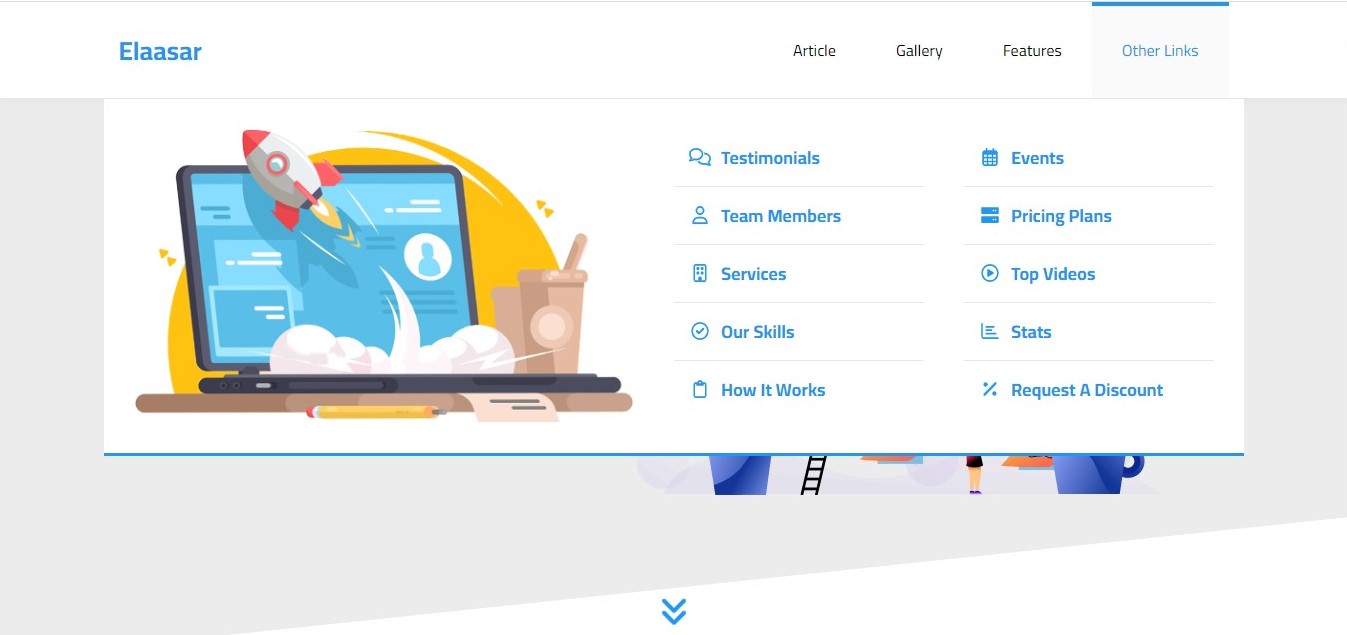 Elaasar
Article
Gallery
Features
Other Links
Testimonials
Team Members
Services
Our Skills
How It Works
Events
Pricing Plans
Top Videos
Stats
Request A Discount